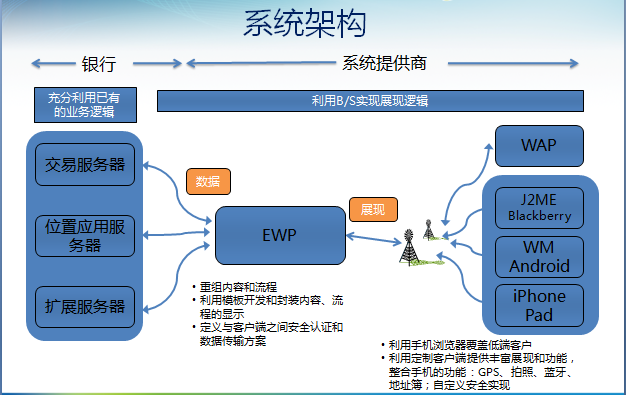 系统架构
银行
系统提供商
充分利用已有
的业务逻辑
利用B/S实现展现逻辑
交易服务器
位置应用服
务器
扩展服务器
数据
EWP
展现
WAP
J2ME
Blackberry
WM
Android
iPhone
Pad
• 重组内容和流程
• 利用模板开发和封装内容、流
程的显示
• 定义与客户端之间安全认证和
数据传输方案
• 利用手机浏览器覆盖低端客户
• 利用定制客户端提供丰富展现和功能，
整合手机的功能：GPS、拍照、蓝牙、
地址簿；自定义安全实现